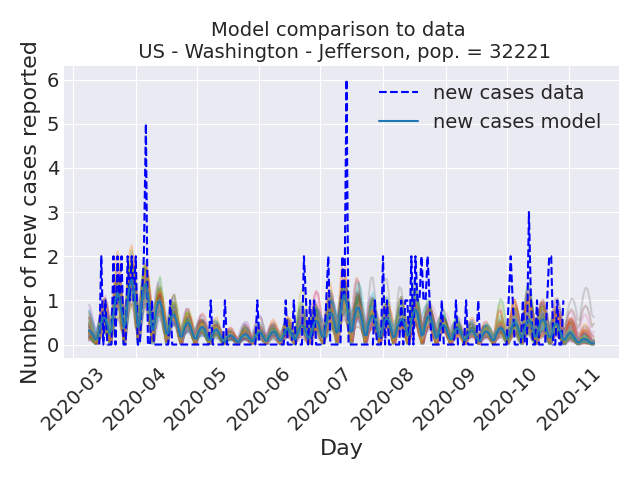 Model comparison to data
US - Washington - Jefferson, pop. = 32221
Number of new cases reported
6
5
4
3
2
1
0
new cases data
new cases model
2020-03
2020-04
2020-05
2020-06
2020-07
2020-08
2020-09
2020-10
2020-11
Day